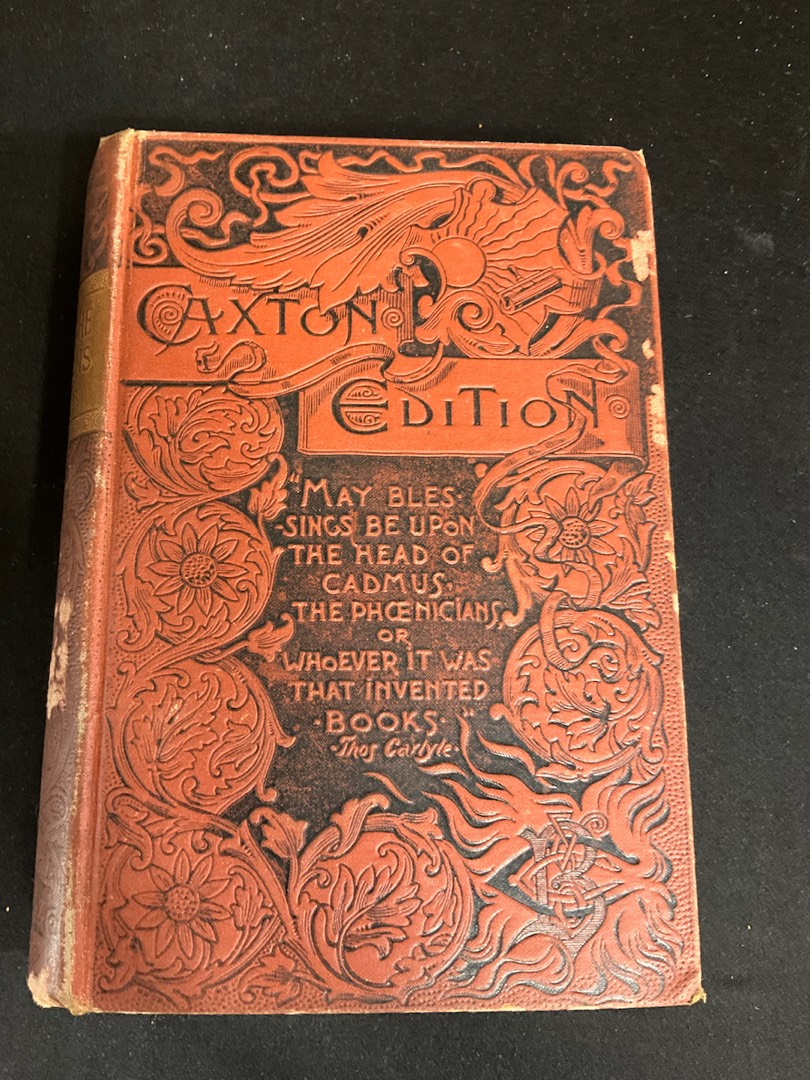 CAXTON
EDITION
"MAY BLES-
-SINGS BE UPON
THE HEAD OF
CADMUS,
THE PHŒNICIANS,
OR
WHOEVER IT WAS
THAT INVENTED
·BOOKS·"
·Thos Carlyle·